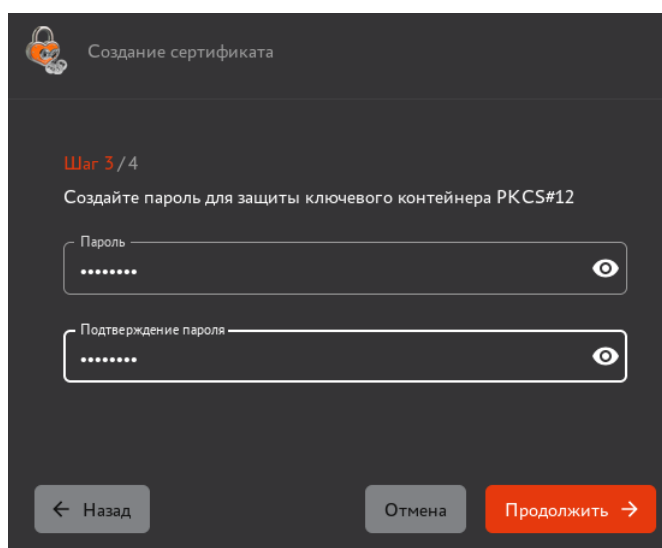 Создание сертификата
Шаг 3/4
Создайте пароль для защиты ключевого контейнера PKCS#12
Пароль
••••••••
Подтверждение пароля
••••••••
← Назад
Отмена
Продолжить →